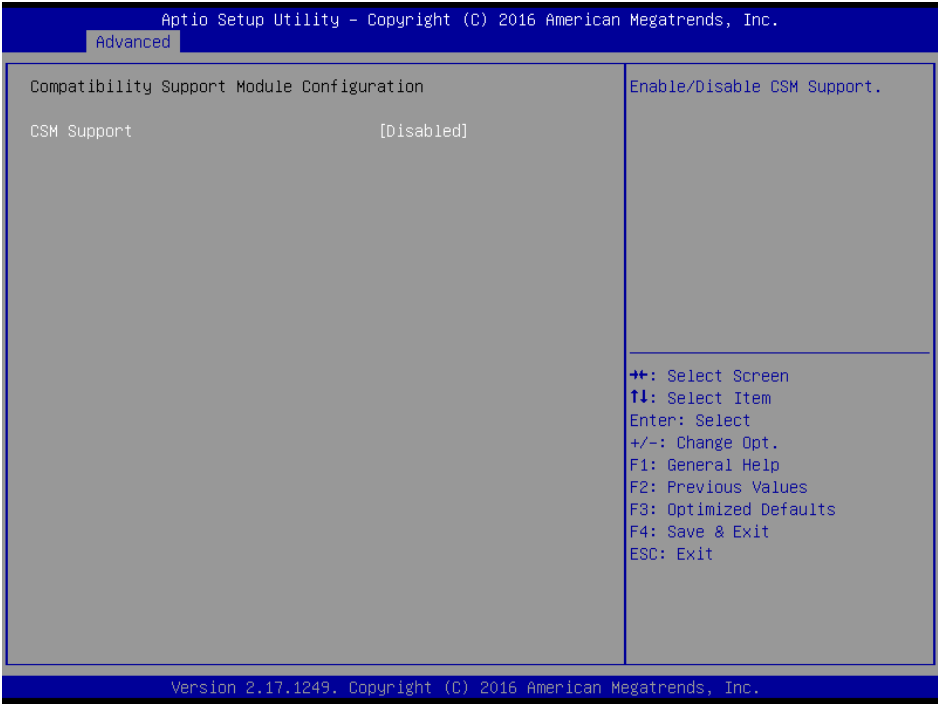 Aptio Setup Utility – Copyright (C) 2016 American Megatrends, Inc.
Advanced
Compatibility Support Module Configuration
CSM Support [Disabled]
Enable/Disable CSM Support.
→←: Select Screen
↑↓: Select Item
Enter: Select
+/-: Change Opt.
F1: General Help
F2: Previous Values
F3: Optimized Defaults
F4: Save & Exit
ESC: Exit
Version 2.17.1249. Copyright (C) 2016 American Megatrends, Inc.